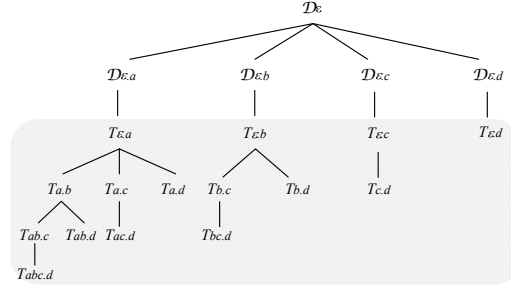 𝒟ε
𝒟ε.a 𝒟ε.b 𝒟ε.c 𝒟ε.d
Tε.a Tε.b Tε.c Tε.d
Ta.b Ta.c Ta.d Tb.c Tb.d Tc.d
Tab.c Tab.d Tac.d Tbc.d
Tabc.d